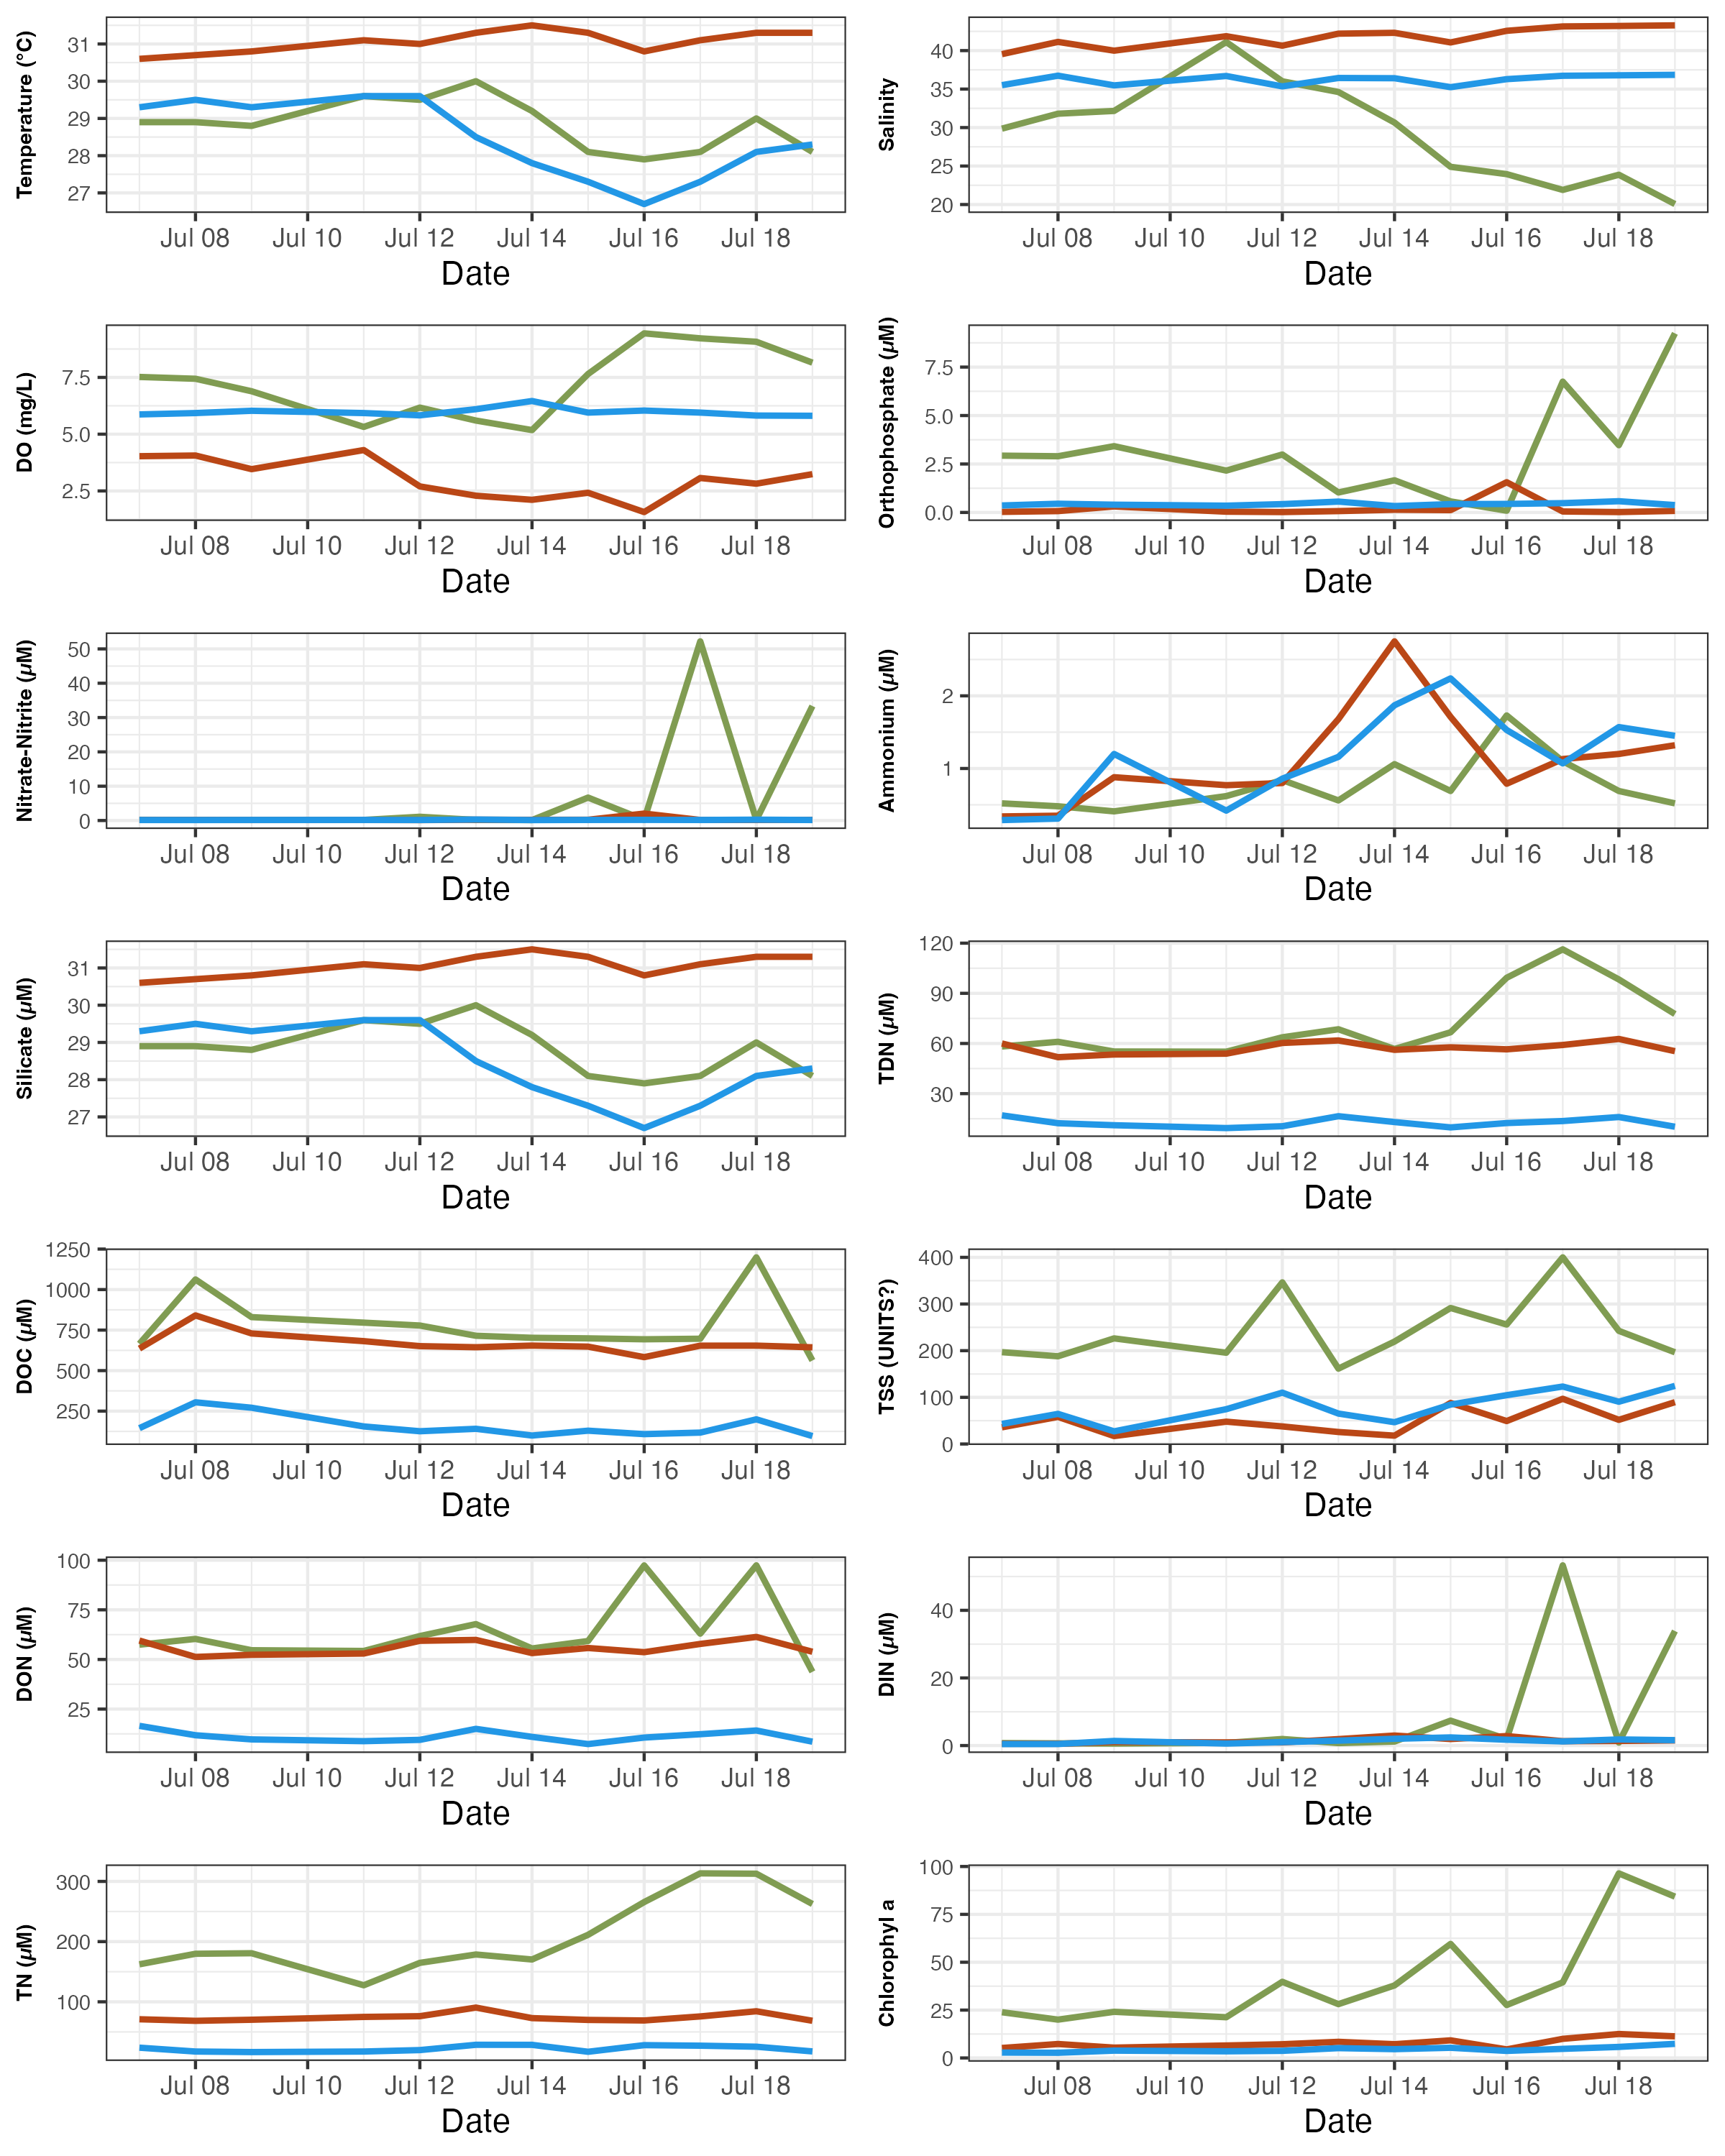 Temperature (°C)
31
30
29
28
27
Jul 08 Jul 10 Jul 12 Jul 14 Jul 16 Jul 18
Date
Salinity
40
35
30
25
20
Jul 08 Jul 10 Jul 12 Jul 14 Jul 16 Jul 18
Date
DO (mg/L)
7.5
5.0
2.5
Jul 08 Jul 10 Jul 12 Jul 14 Jul 16 Jul 18
Date
Orthophosphate (µM)
7.5
5.0
2.5
0.0
Jul 08 Jul 10 Jul 12 Jul 14 Jul 16 Jul 18
Date
Nitrate-Nitrite (µM)
50
40
30
20
10
0
Jul 08 Jul 10 Jul 12 Jul 14 Jul 16 Jul 18
Date
Ammonium (µM)
2
1
Jul 08 Jul 10 Jul 12 Jul 14 Jul 16 Jul 18
Date
Silicate (µM)
31
30
29
28
27
Jul 08 Jul 10 Jul 12 Jul 14 Jul 16 Jul 18
Date
TDN (µM)
120
90
60
30
Jul 08 Jul 10 Jul 12 Jul 14 Jul 16 Jul 18
Date
DOC (µM)
1250
1000
750
500
250
Jul 08 Jul 10 Jul 12 Jul 14 Jul 16 Jul 18
Date
TSS (UNITS?)
400
300
200
100
0
Jul 08 Jul 10 Jul 12 Jul 14 Jul 16 Jul 18
Date
DON (µM)
100
75
50
25
Jul 08 Jul 10 Jul 12 Jul 14 Jul 16 Jul 18
Date
DIN (µM)
40
20
0
Jul 08 Jul 10 Jul 12 Jul 14 Jul 16 Jul 18
Date
TN (µM)
300
200
100
Jul 08 Jul 10 Jul 12 Jul 14 Jul 16 Jul 18
Date
Chlorophyl a
100
75
50
25
0
Jul 08 Jul 10 Jul 12 Jul 14 Jul 16 Jul 18
Date